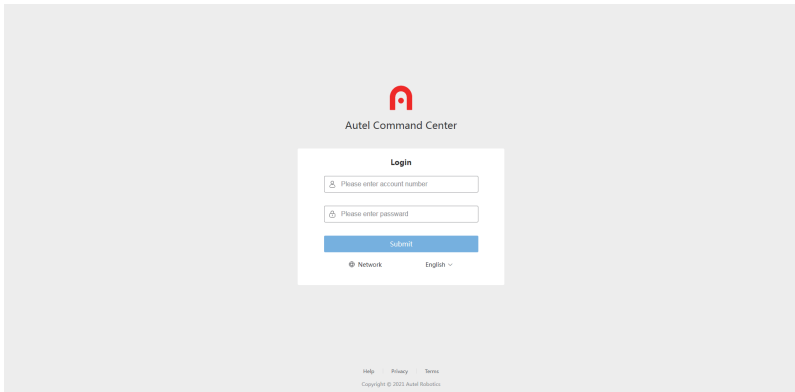 Autel Command Center
Login
Please enter account number
Please enter password
Submit
Network English
Help Privacy Terms
Copyright © 2021 Autel Robotics